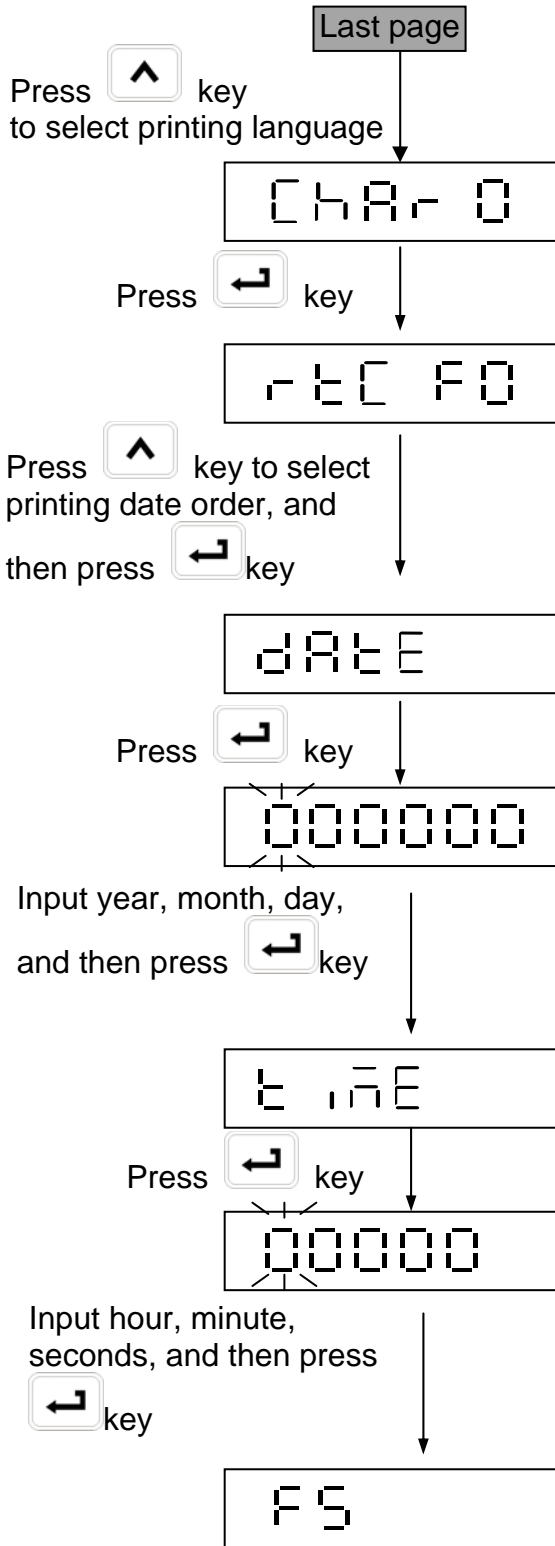 Last page
Press key
to select printing language
ChAr 0
Press key
rtC F0
Press key to select
printing date order, and
then press key
dAtE
Press key
000000
Input year, month, day,
and then press key
t imE
Press key
00000
Input hour, minute,
seconds, and then press
key
FS